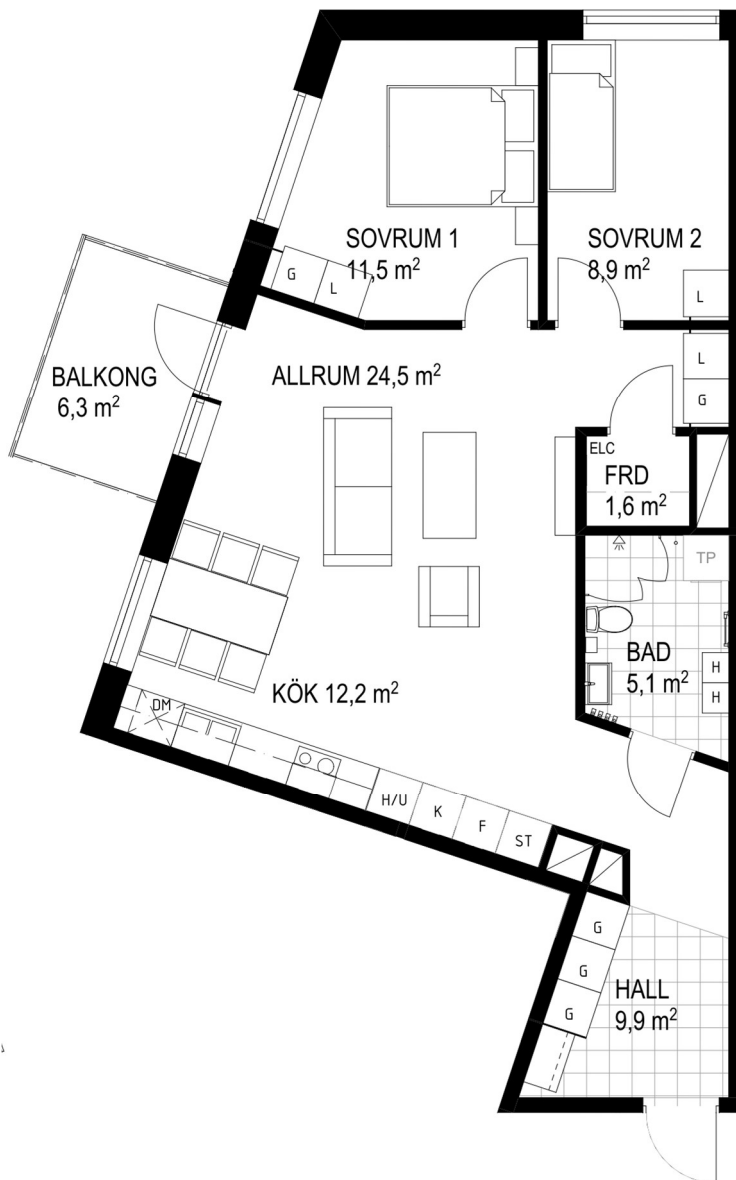 SOVRUM 1
11,5 m²
SOVRUM 2
8,9 m²
G
L
L
L
G
BALKONG
6,3 m²
ALLRUM 24,5 m²
ELC
FRD
1,6 m²
TP
BAD
5,1 m²
H
H
KÖK 12,2 m²
DM
H/U
K
F
ST
G
G
G
HALL
9,9 m²